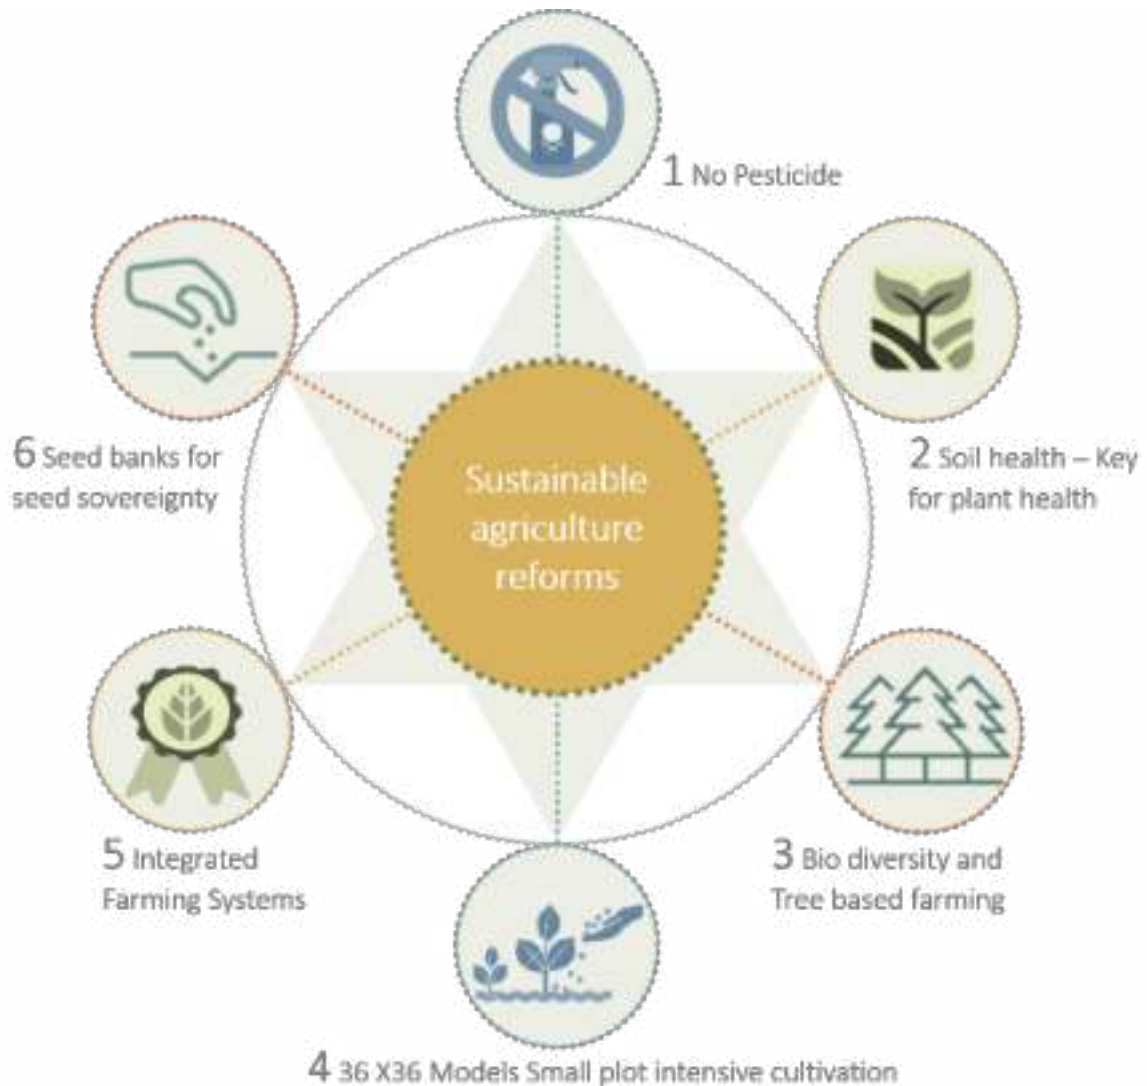 1 No Pesticide
2 Soil health – Key
for plant health
3 Bio diversity and
Tree based farming
4 36 X36 Models Small plot intensive cultivation
5 Integrated
Farming Systems
6 Seed banks for
seed sovereignty
Sustainable
agriculture
reforms